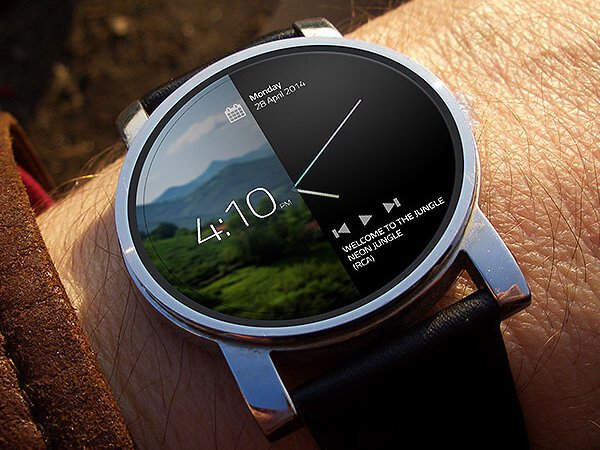 Monday
28 April 2014
4:10 PM
WELCOME TO THE JUNGLE
NEON JUNGLE
(RCA)